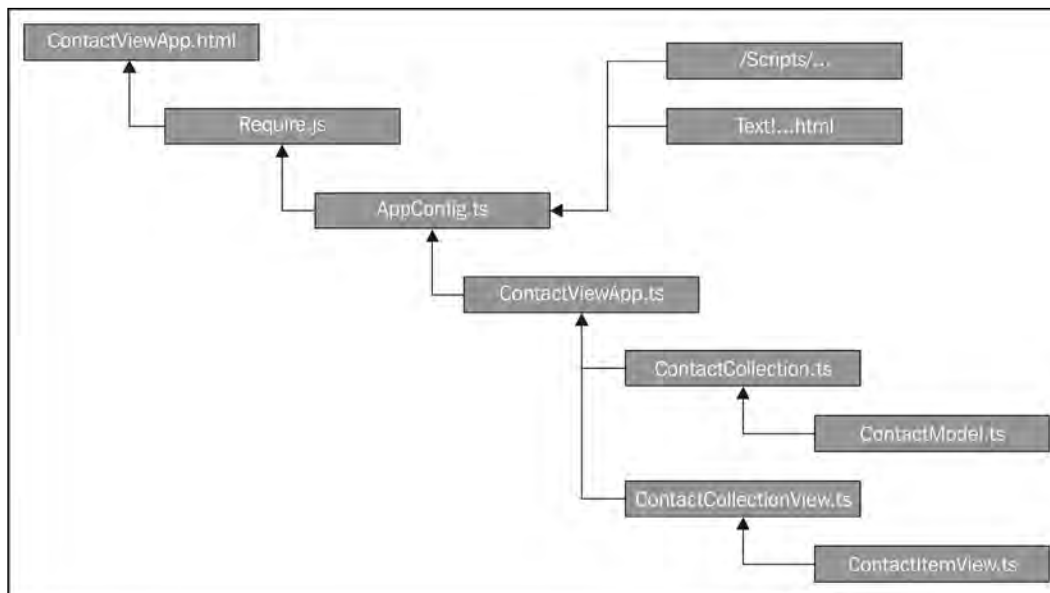 ContactViewApp.html
/Scripts/...
Require.js
Text!...html
AppConfig.ts
ContactViewApp.ts
ContactCollection.ts
ContactModel.ts
ContactCollectionView.ts
ContactItemView.ts